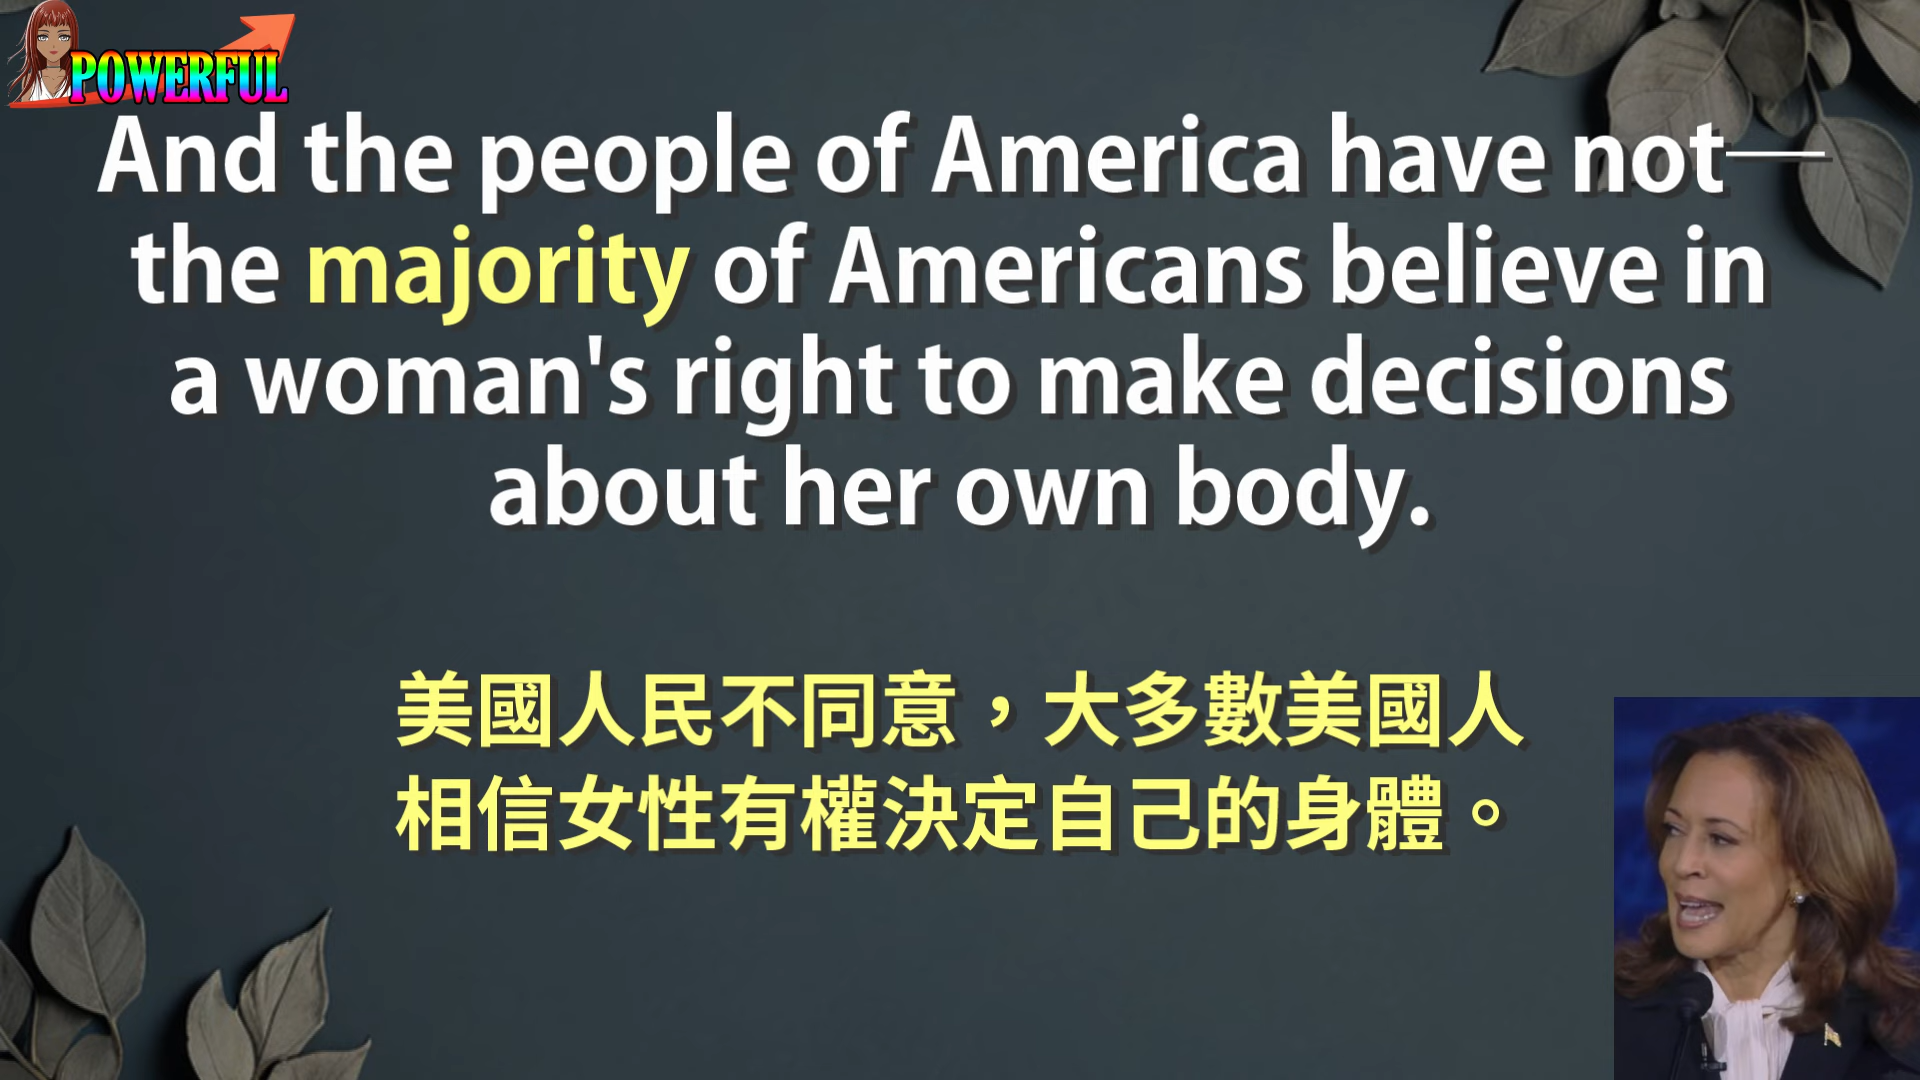 POWERFUL
And the people of America have not—
the majority of Americans believe in
a woman's right to make decisions
about her own body.
美國人民不同意，大多數美國人
相信女性有權決定自己的身體。